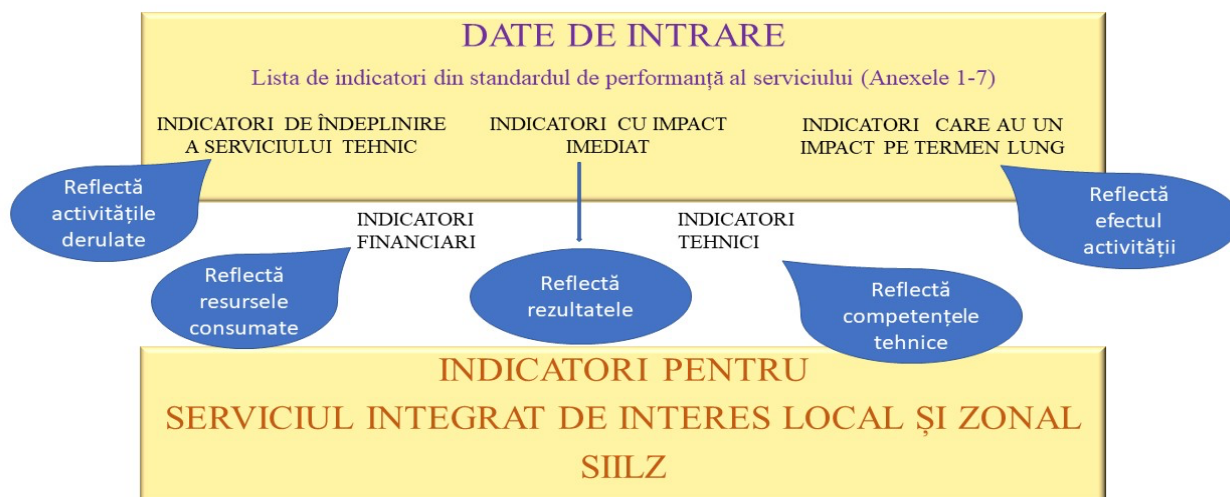 DATE DE INTRARE
Lista de indicatori din standardul de performanță al serviciului (Anexele 1-7)
INDICATORI DE ÎNDEPLINIRE
A SERVICIULUI TEHNIC
INDICATORI CU IMPACT
IMEDIAT
INDICATORI CARE AU UN
IMPACT PE TERMEN LUNG
Reflectă
activitățile
derulate
INDICATORI
FINANCIARI
INDICATORI
TEHNICI
Reflectă
efectul
activității
Reflectă
resursele
consumate
Reflectă
rezultatele
Reflectă
competențele
tehnice
INDICATORI PENTRU
SERVICIUL INTEGRAT DE INTERES LOCAL ȘI ZONAL
SIILZ